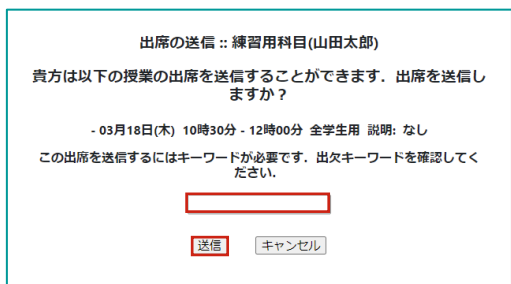 出席の送信 :: 練習用科目(山田太郎)
貴方は以下の授業の出席を送信することができます．出席を送信し
ますか？
- 03月18日(木) 10時30分 - 12時00分 全学生用 説明: なし
この出席を送信するにはキーワードが必要です．出欠キーワードを確認してく
ださい．
送信 キャンセル